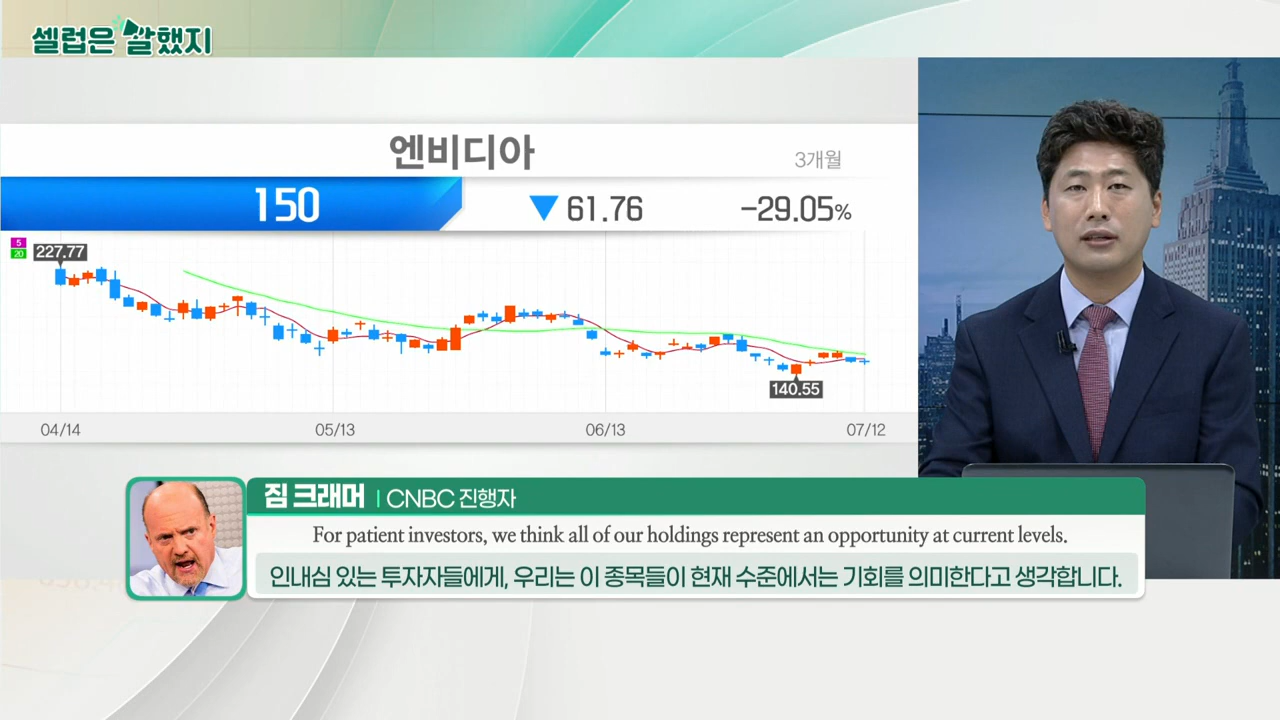 셀럽은 말했지
엔비디아
3개월
150
▼ 61.76
-29.05%
5
20
227.77
140.55
04/14
05/13
06/13
07/12
짐 크래머 | CNBC 진행자
For patient investors, we think all of our holdings represent an opportunity at current levels.
인내심 있는 투자자들에게, 우리는 이 종목들이 현재 수준에서는 기회를 의미한다고 생각합니다.